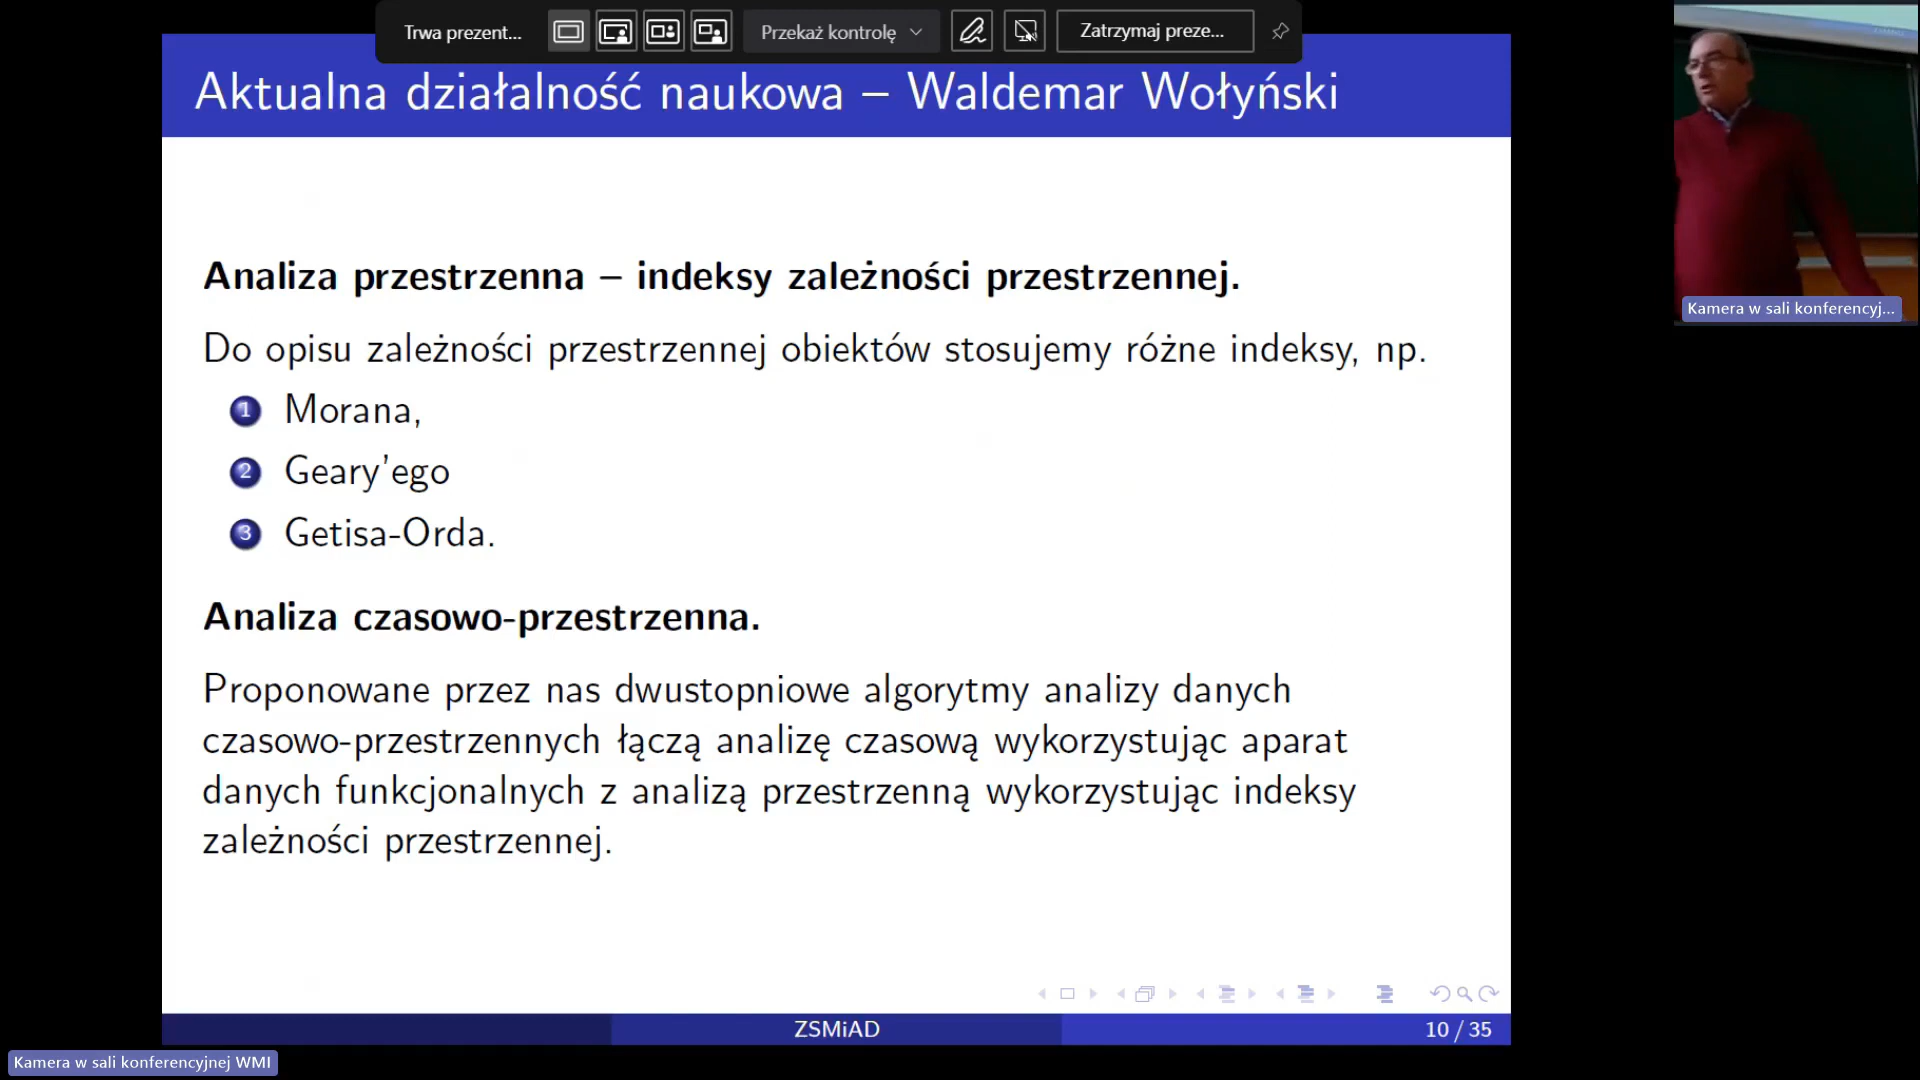 Trwa prezent...
Przekaż kontrolę
Zatrzymaj preze...
Aktualna działalność naukowa – Waldemar Wołyński
Analiza przestrzenna – indeksy zależności przestrzennej.
Do opisu zależności przestrzennej obiektów stosujemy różne indeksy, np.
1 Morana,
2 Geary'ego
3 Getisa-Orda.
Analiza czasowo-przestrzenna.
Proponowane przez nas dwustopniowe algorytmy analizy danych
czasowo-przestrzennych łączą analizę czasową wykorzystując aparat
danych funkcjonalnych z analizą przestrzenną wykorzystując indeksy
zależności przestrzennej.
ZSMiAD
10 / 35
Kamera w sali konferencyj...
Kamera w sali konferencyjnej WMI